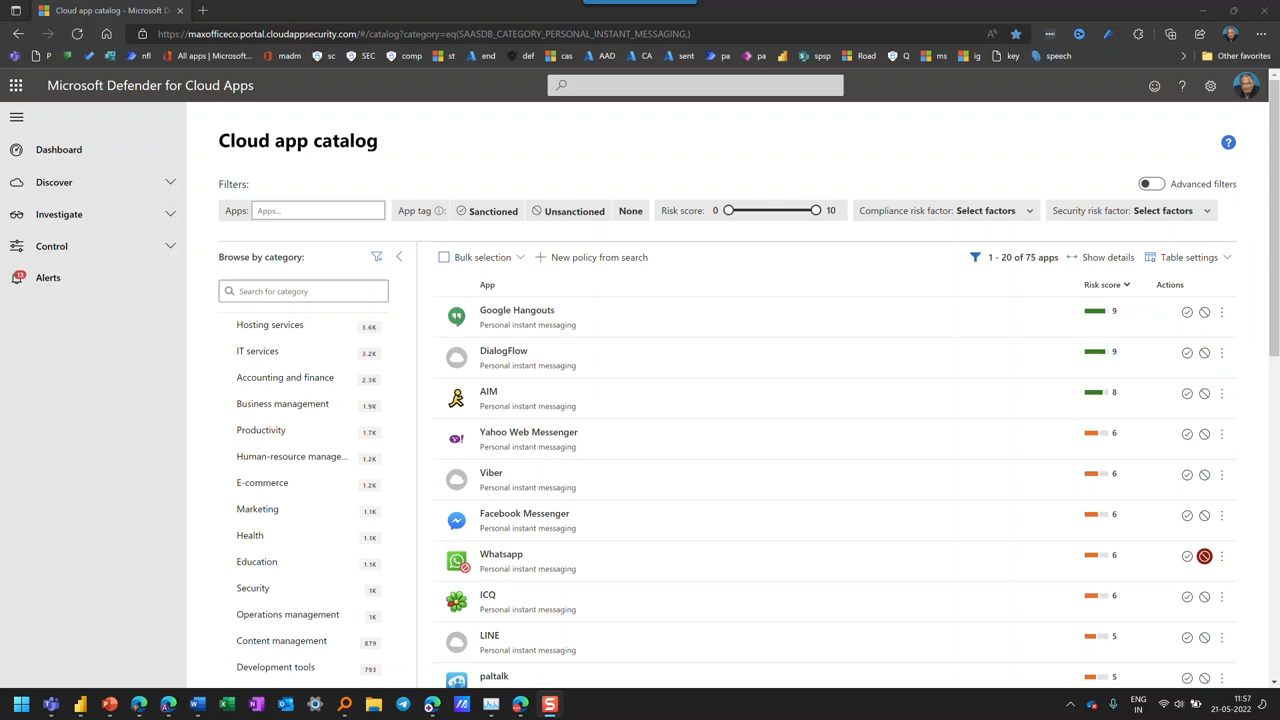 Cloud app catalog - Microsoft De
https://maxofficeco.portal.cloudappsecurity.com/#/catalog?category=eq(SAASDB_CATEGORY_PERSONAL_INSTANT_MESSAGING,)
P
All apps | Microsoft...
sc
SEC
comp
st
end
def
cas
AAD
CA
sent
pa
pa
spsp
Road
Q
ms
ig
key
speech
Other favorites
Microsoft Defender for Cloud Apps
Dashboard
Discover
Investigate
Control
13
Alerts
Cloud app catalog
?
Filters:
Advanced filters
Apps:
Apps...
App tag
Sanctioned
Unsanctioned
None
Risk score:
0
10
Compliance risk factor: Select factors
Security risk factor: Select factors
Browse by category:
Search for category
Hosting services 3.6K
IT services 3.2K
Accounting and finance 2.3K
Business management 1.9K
Productivity 1.7K
Human-resource manage... 1.2K
E-commerce 1.2K
Marketing 1.1K
Health 1.1K
Education 1.1K
Security 1K
Operations management 1K
Content management 879
Development tools 793
Bulk selection
New policy from search
1 - 20 of 75 apps
Show details
Table settings
App
Risk score
Actions
Google Hangouts
Personal instant messaging
9
DialogFlow
Personal instant messaging
9
AIM
Personal instant messaging
8
Yahoo Web Messenger
Personal instant messaging
6
Viber
Personal instant messaging
6
Facebook Messenger
Personal instant messaging
6
Whatsapp
Personal instant messaging
6
ICQ
Personal instant messaging
6
LINE
Personal instant messaging
5
paltalk
5
ENG
IN
11:57
21-05-2022